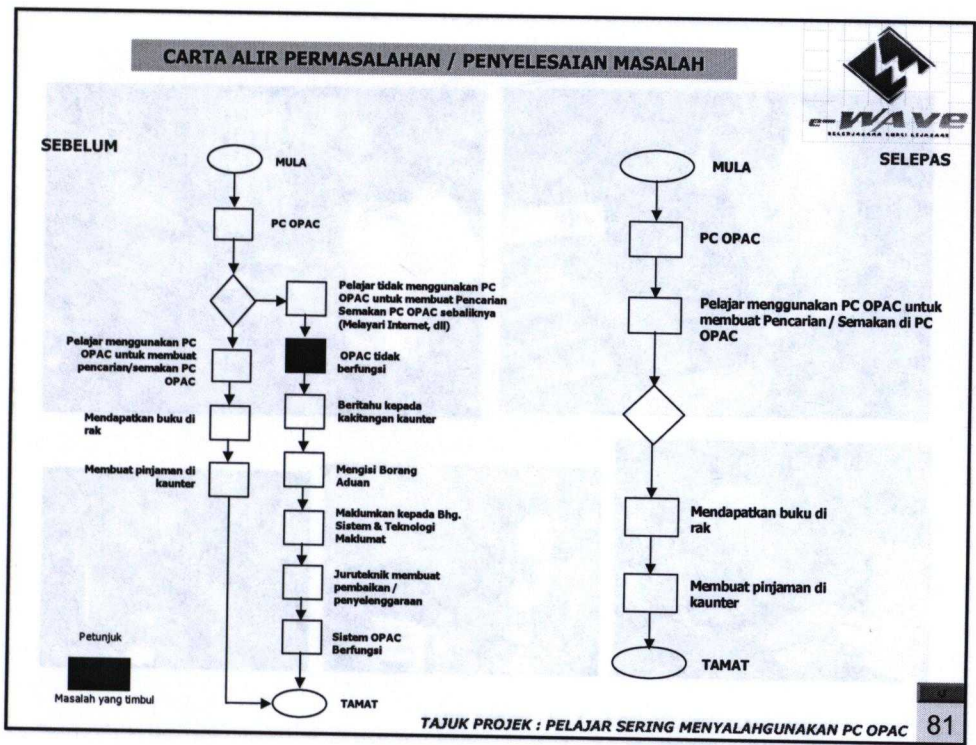 CARTA ALIR PERMASALAHAN / PENYELESAIAN MASALAH
e-WAVE
SEBELUM
MULA
PC OPAC
Pelajar tidak menggunakan PC
OPAC untuk membuat Pencarian
Semakan PC OPAC sebaliknya
(Melayari Internet, dll)
Pelajar menggunakan PC
OPAC untuk membuat
pencarian/semakan PC
OPAC
OPAC tidak
berfungsi
Mendapatkan buku di
rak
Beritahu kepada
kakitangan kaunter
Membuat pinjaman di
kaunter
Mengisi Borang
Aduan
Maklumkan kepada Bhg.
Sistem & Teknologi
Maklumat
Juruteknik membuat
pembaikan /
penyelenggaraan
Sistem OPAC
Berfungsi
TAMAT
Petunjuk
Masalah yang timbul
SELEPAS
MULA
PC OPAC
Pelajar menggunakan PC OPAC untuk
membuat Pencarian / Semakan di PC
OPAC
Mendapatkan buku di
rak
Membuat pinjaman di
kaunter
TAMAT
TAJUK PROJEK : PELAJAR SERING MENYALAHGUNAKAN PC OPAC
81